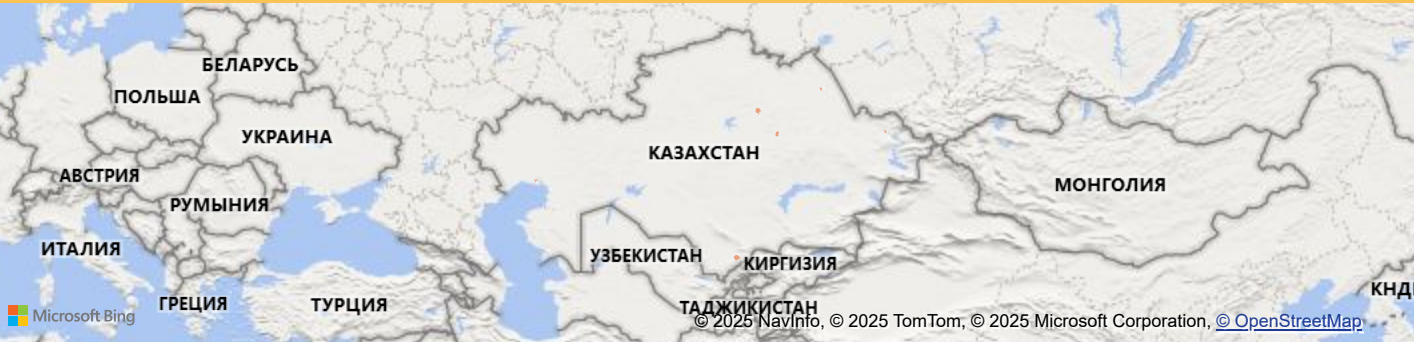 БЕЛАРУСЬ
ПОЛЬША
УКРАИНА
КАЗАХСТАН
АВСТРИЯ
МОНГОЛИЯ
РУМЫНИЯ
ИТАЛИЯ
УЗБЕКИСТАН
КИРГИЗИЯ
КНД
ГРЕЦИЯ
ТУРЦИЯ
ТАДЖИКИСТАН
Microsoft Bing
© 2025 NavInfo, © 2025 TomTom, © 2025 Microsoft Corporation, © OpenStreetMap